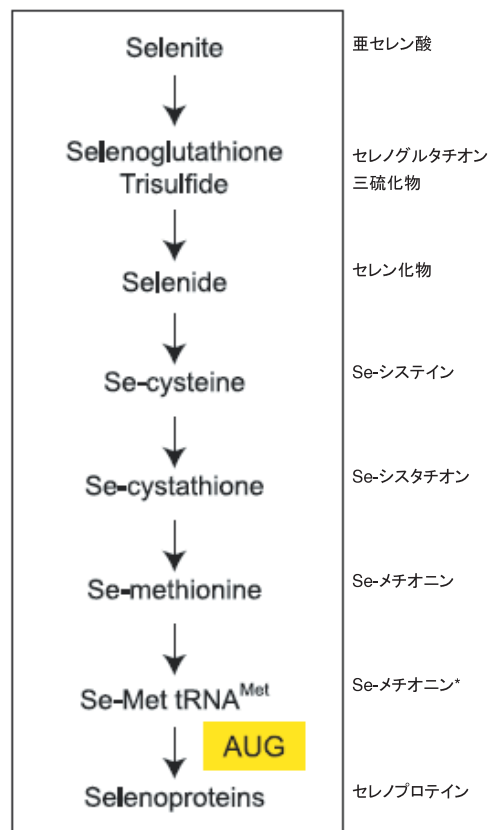 Selenite
亜セレン酸
Selenoglutathione
Trisulfide
セレノグルタチオン
三硫化物
Selenide
セレン化物
Se-cysteine
Se-システイン
Se-cystathione
Se-シスタチオン
Se-methionine
Se-メチオニン
Se-Met tRNA^Met
Se-メチオニン*
AUG
Selenoproteins
セレノプロテイン